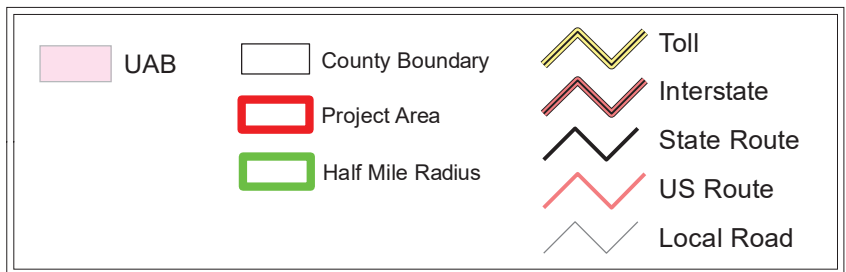 UAB
County Boundary
Project Area
Half Mile Radius
Toll
Interstate
State Route
US Route
Local Road